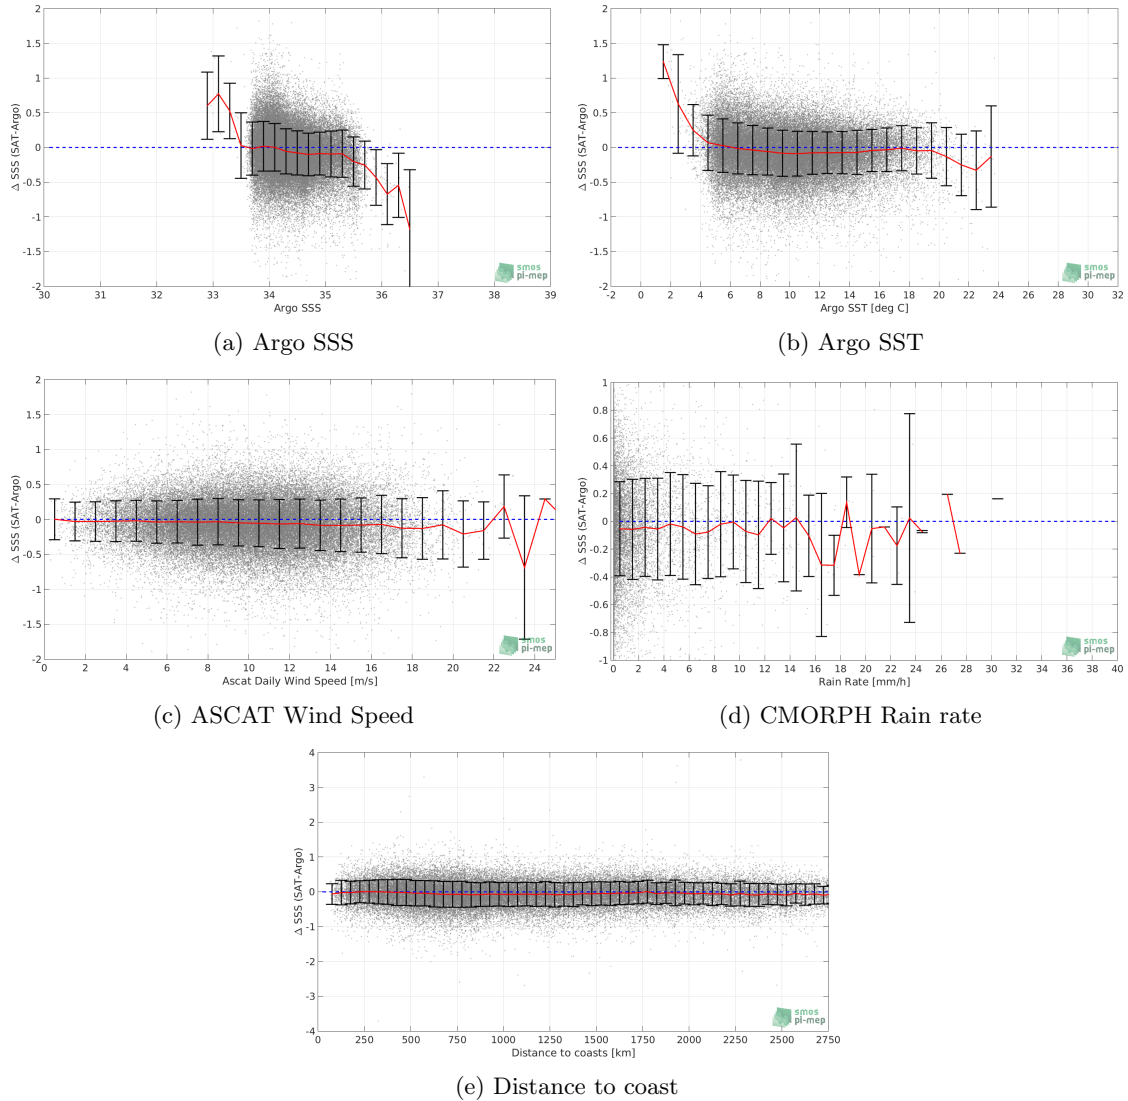 2
1.5
1
0.5
0
-0.5
-1
-1.5
-2
30 31 32 33 34 35 36 37 38 39
Δ SSS (SAT-Argo)
Argo SSS
smos
pi-mep
(a) Argo SSS
2
1.5
1
0.5
0
-0.5
-1
-1.5
-2
-2 0 2 4 6 8 10 12 14 16 18 20 22 24 26 28 30 32
Δ SSS (SAT-Argo)
Argo SST [deg C]
smos
pi-mep
(b) Argo SST
2
1.5
1
0.5
0
-0.5
-1
-1.5
-2
0 2 4 6 8 10 12 14 16 18 20 22 24
Δ SSS (SAT-Argo)
Ascat Daily Wind Speed [m/s]
smos
pi-mep
(c) ASCAT Wind Speed
1
0.8
0.6
0.4
0.2
0
-0.2
-0.4
-0.6
-0.8
-1
0 2 4 6 8 10 12 14 16 18 20 22 24 26 28 30 32 34 36 38 40
Δ SSS (SAT-Argo)
Rain Rate [mm/h]
smos
pi-mep
(d) CMORPH Rain rate
4
3
2
1
0
-1
-2
-3
-4
0 250 500 750 1000 1250 1500 1750 2000 2250 2500 2750
Δ SSS (SAT-Argo)
Distance to coasts [km]
smos
pi-mep
(e) Distance to coast